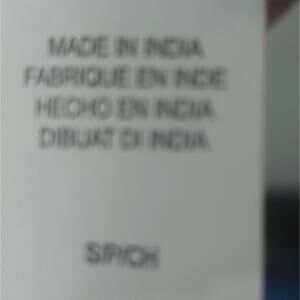 MADE IN INDIA
FABRIQUE EN INDE
HECHO EN INDIA
DIBUAT DI INDIA
S/P/CH